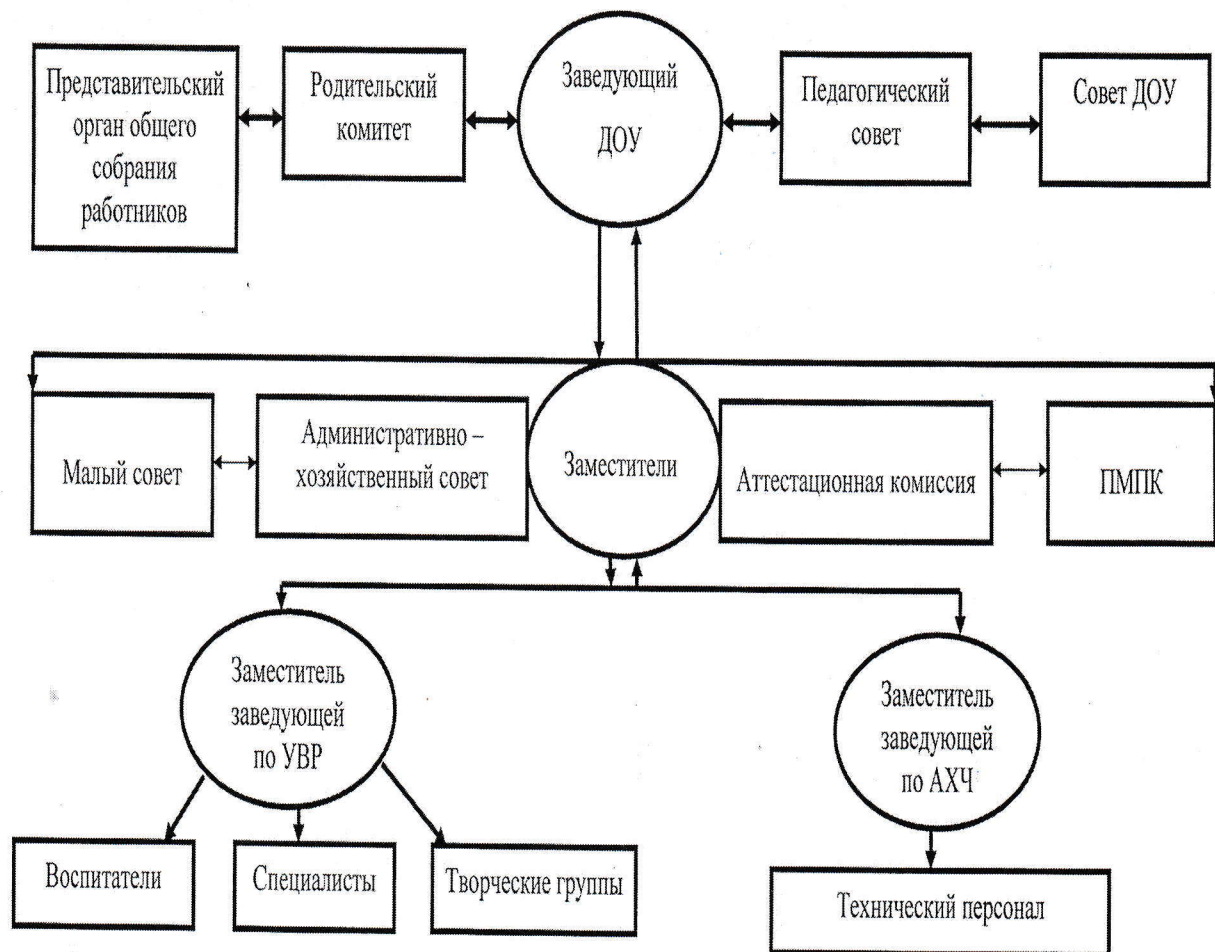 Представительский
орган общего
собрания
работников
Родительский
комитет
Заведующий
ДОУ
Педагогический
совет
Совет ДОУ
Малый совет
Административно –
хозяйственный совет
Заместители
Аттестационная комиссия
ПМПК
Заместитель
заведующей
по УВР
Заместитель
заведующей
по АХЧ
Воспитатели
Специалисты
Творческие группы
Технический персонал